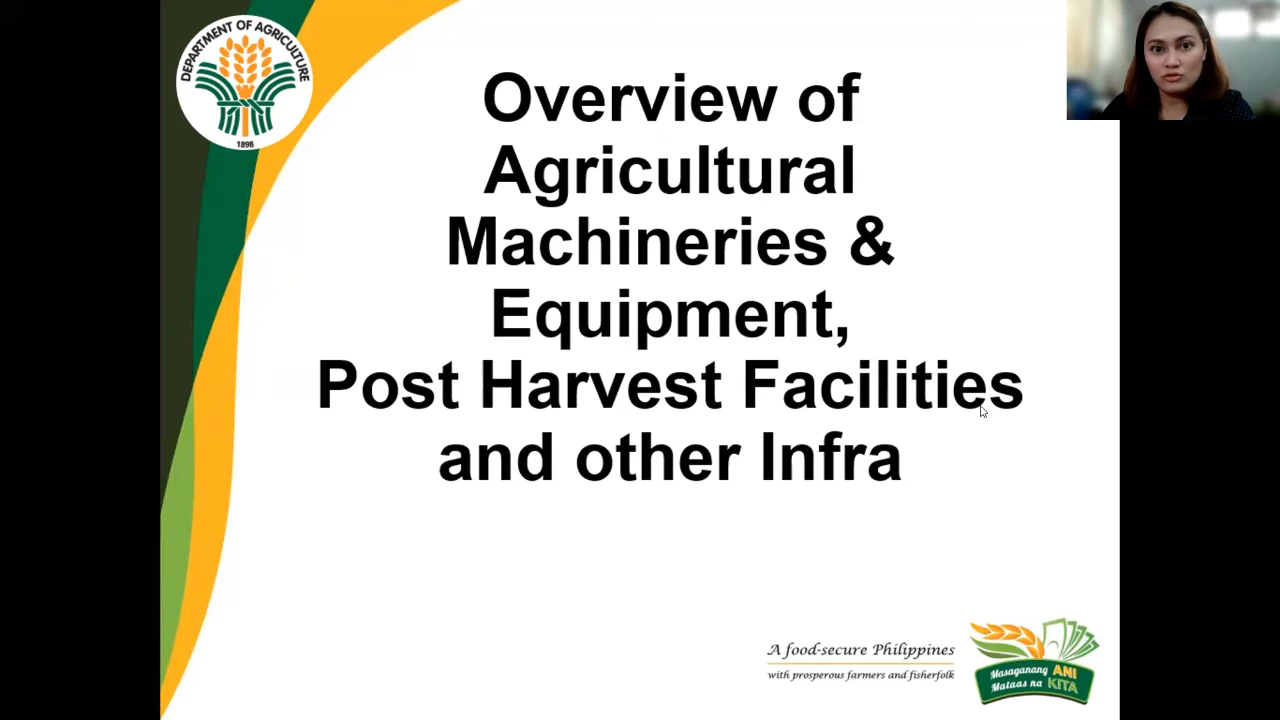 DEPARTMENT OF AGRICULTURE
1898
Overview of
Agricultural
Machineries &
Equipment,
Post Harvest Facilities
and other Infra
A food-secure Philippines
with prosperous farmers and fisherfolk
Masaganang ANI
Mataas na KITA